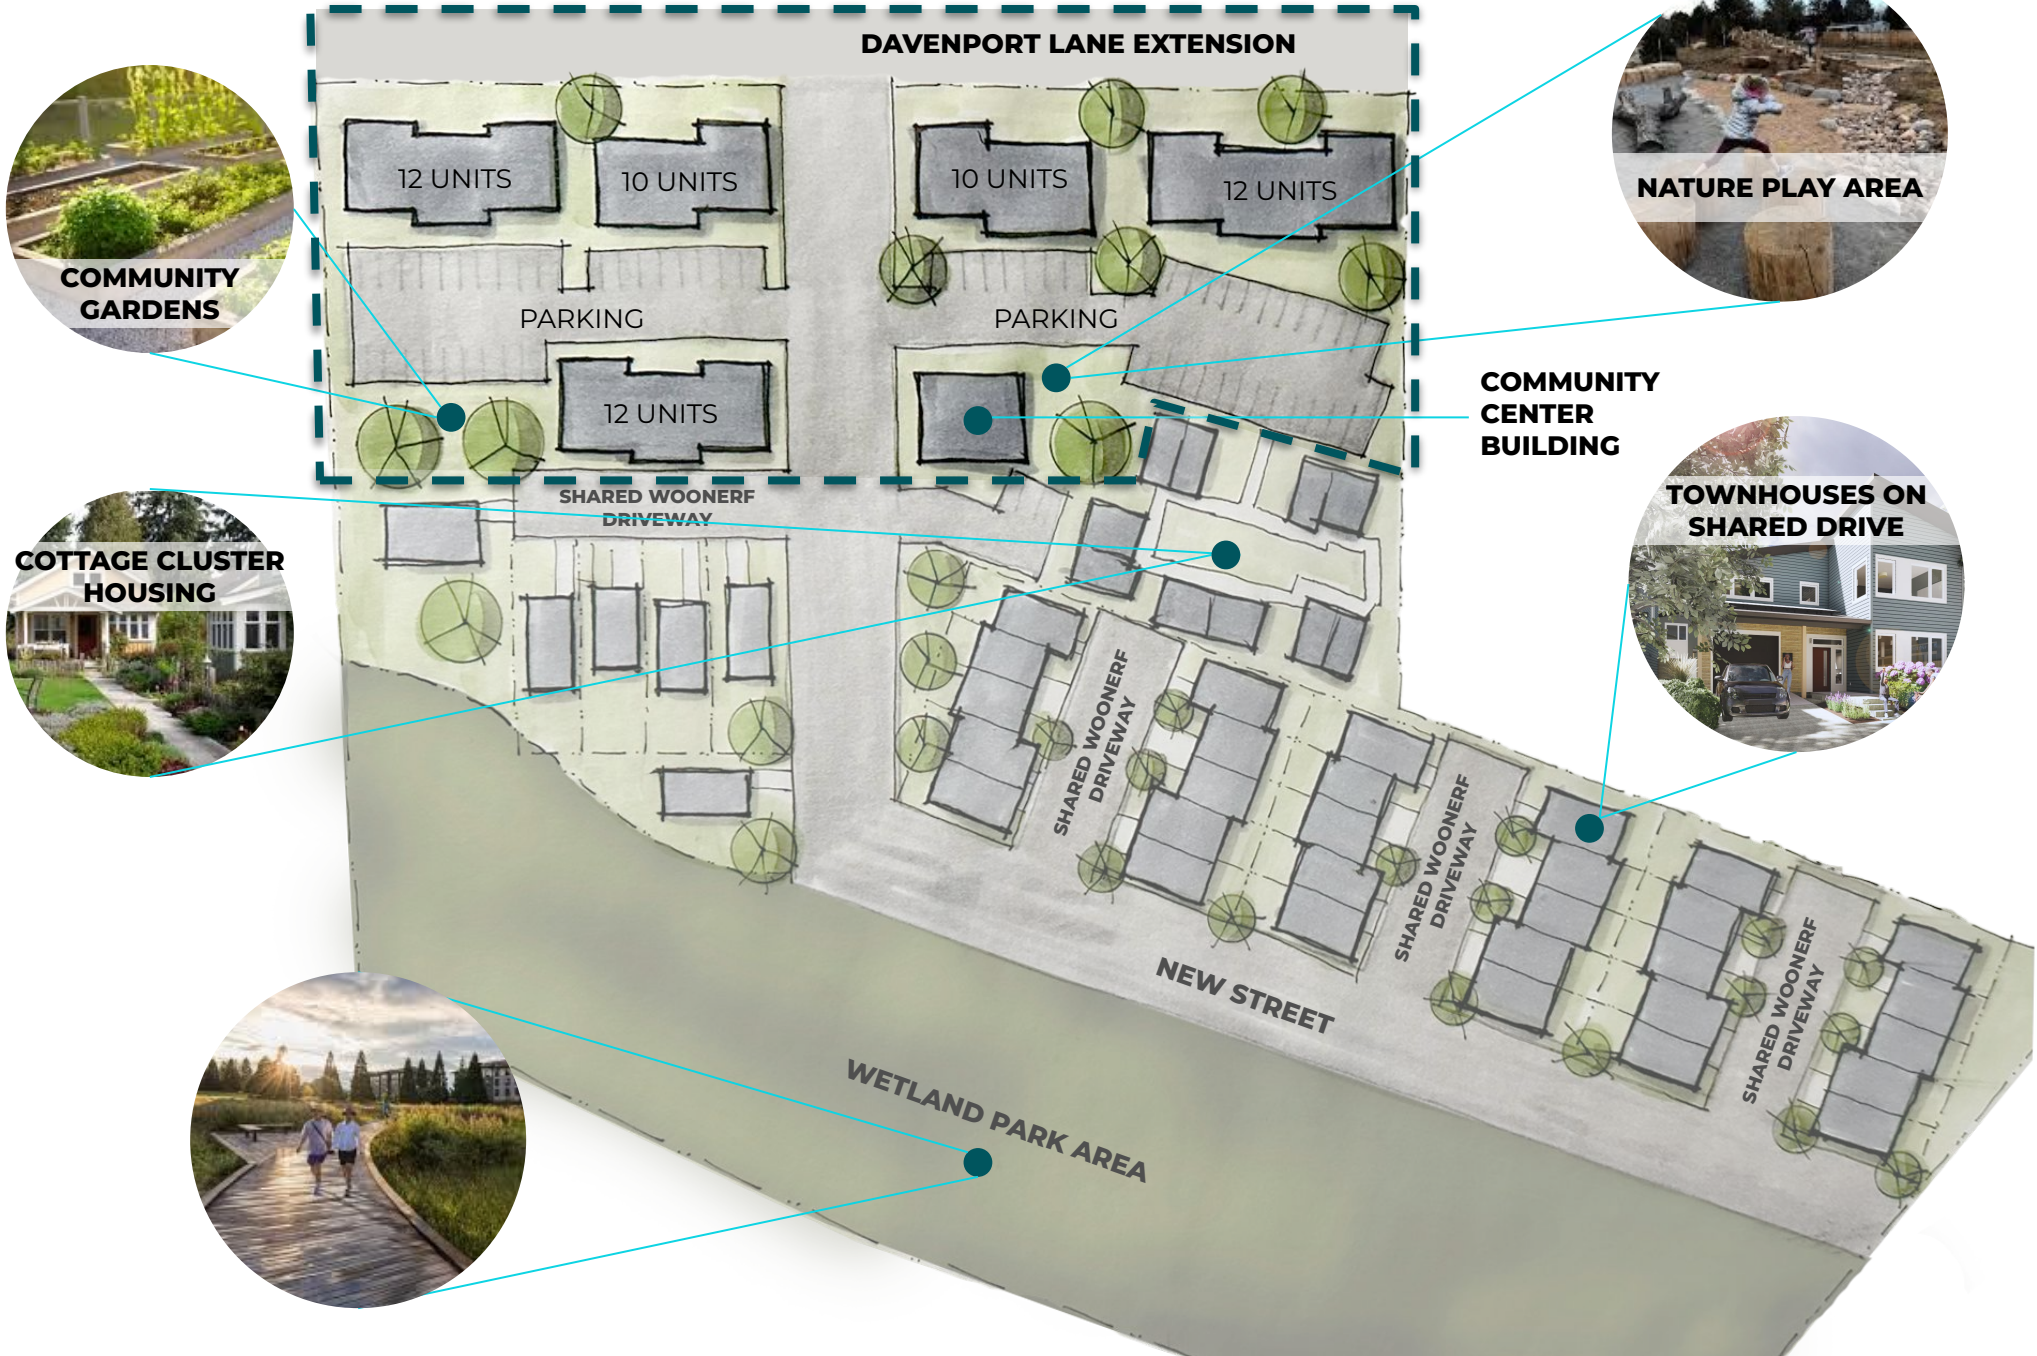 DAVENPORT LANE EXTENSION
12 UNITS
10 UNITS
10 UNITS
12 UNITS
NATURE PLAY AREA
COMMUNITY
GARDENS
PARKING
PARKING
12 UNITS
COMMUNITY
CENTER
BUILDING
SHARED WOONERF
DRIVEWAY
TOWNHOUSES ON
SHARED DRIVE
COTTAGE CLUSTER
HOUSING
SHARED WOONERF
DRIVEWAY
SHARED WOONERF
DRIVEWAY
SHARED WOONERF
DRIVEWAY
NEW STREET
WETLAND PARK AREA